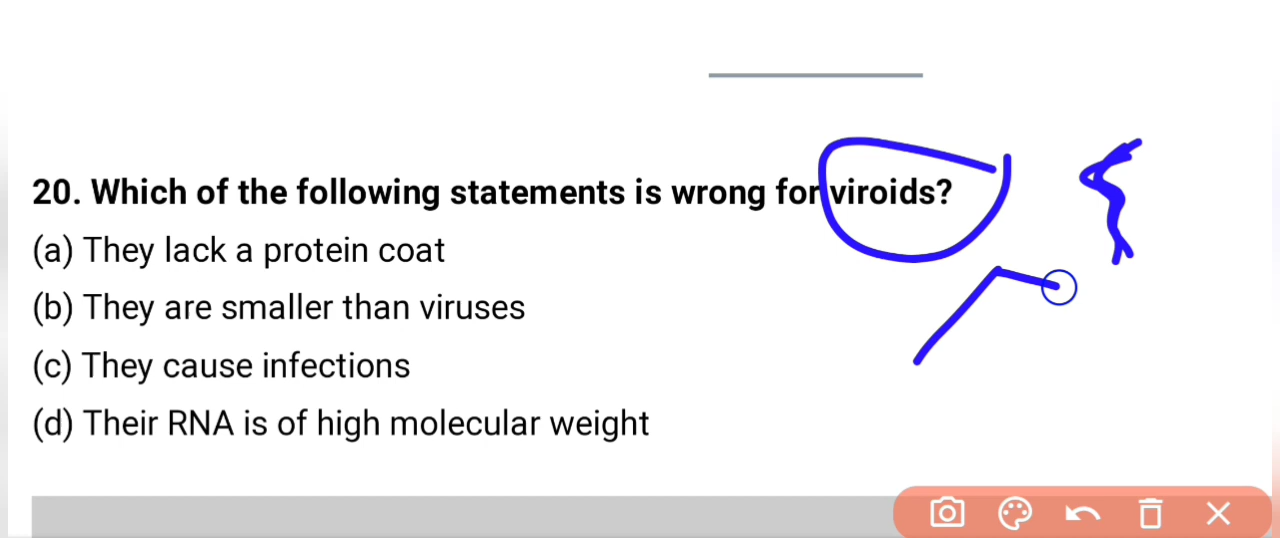 20. Which of the following statements is wrong for viroids?
(a) They lack a protein coat
(b) They are smaller than viruses
(c) They cause infections
(d) Their RNA is of high molecular weight